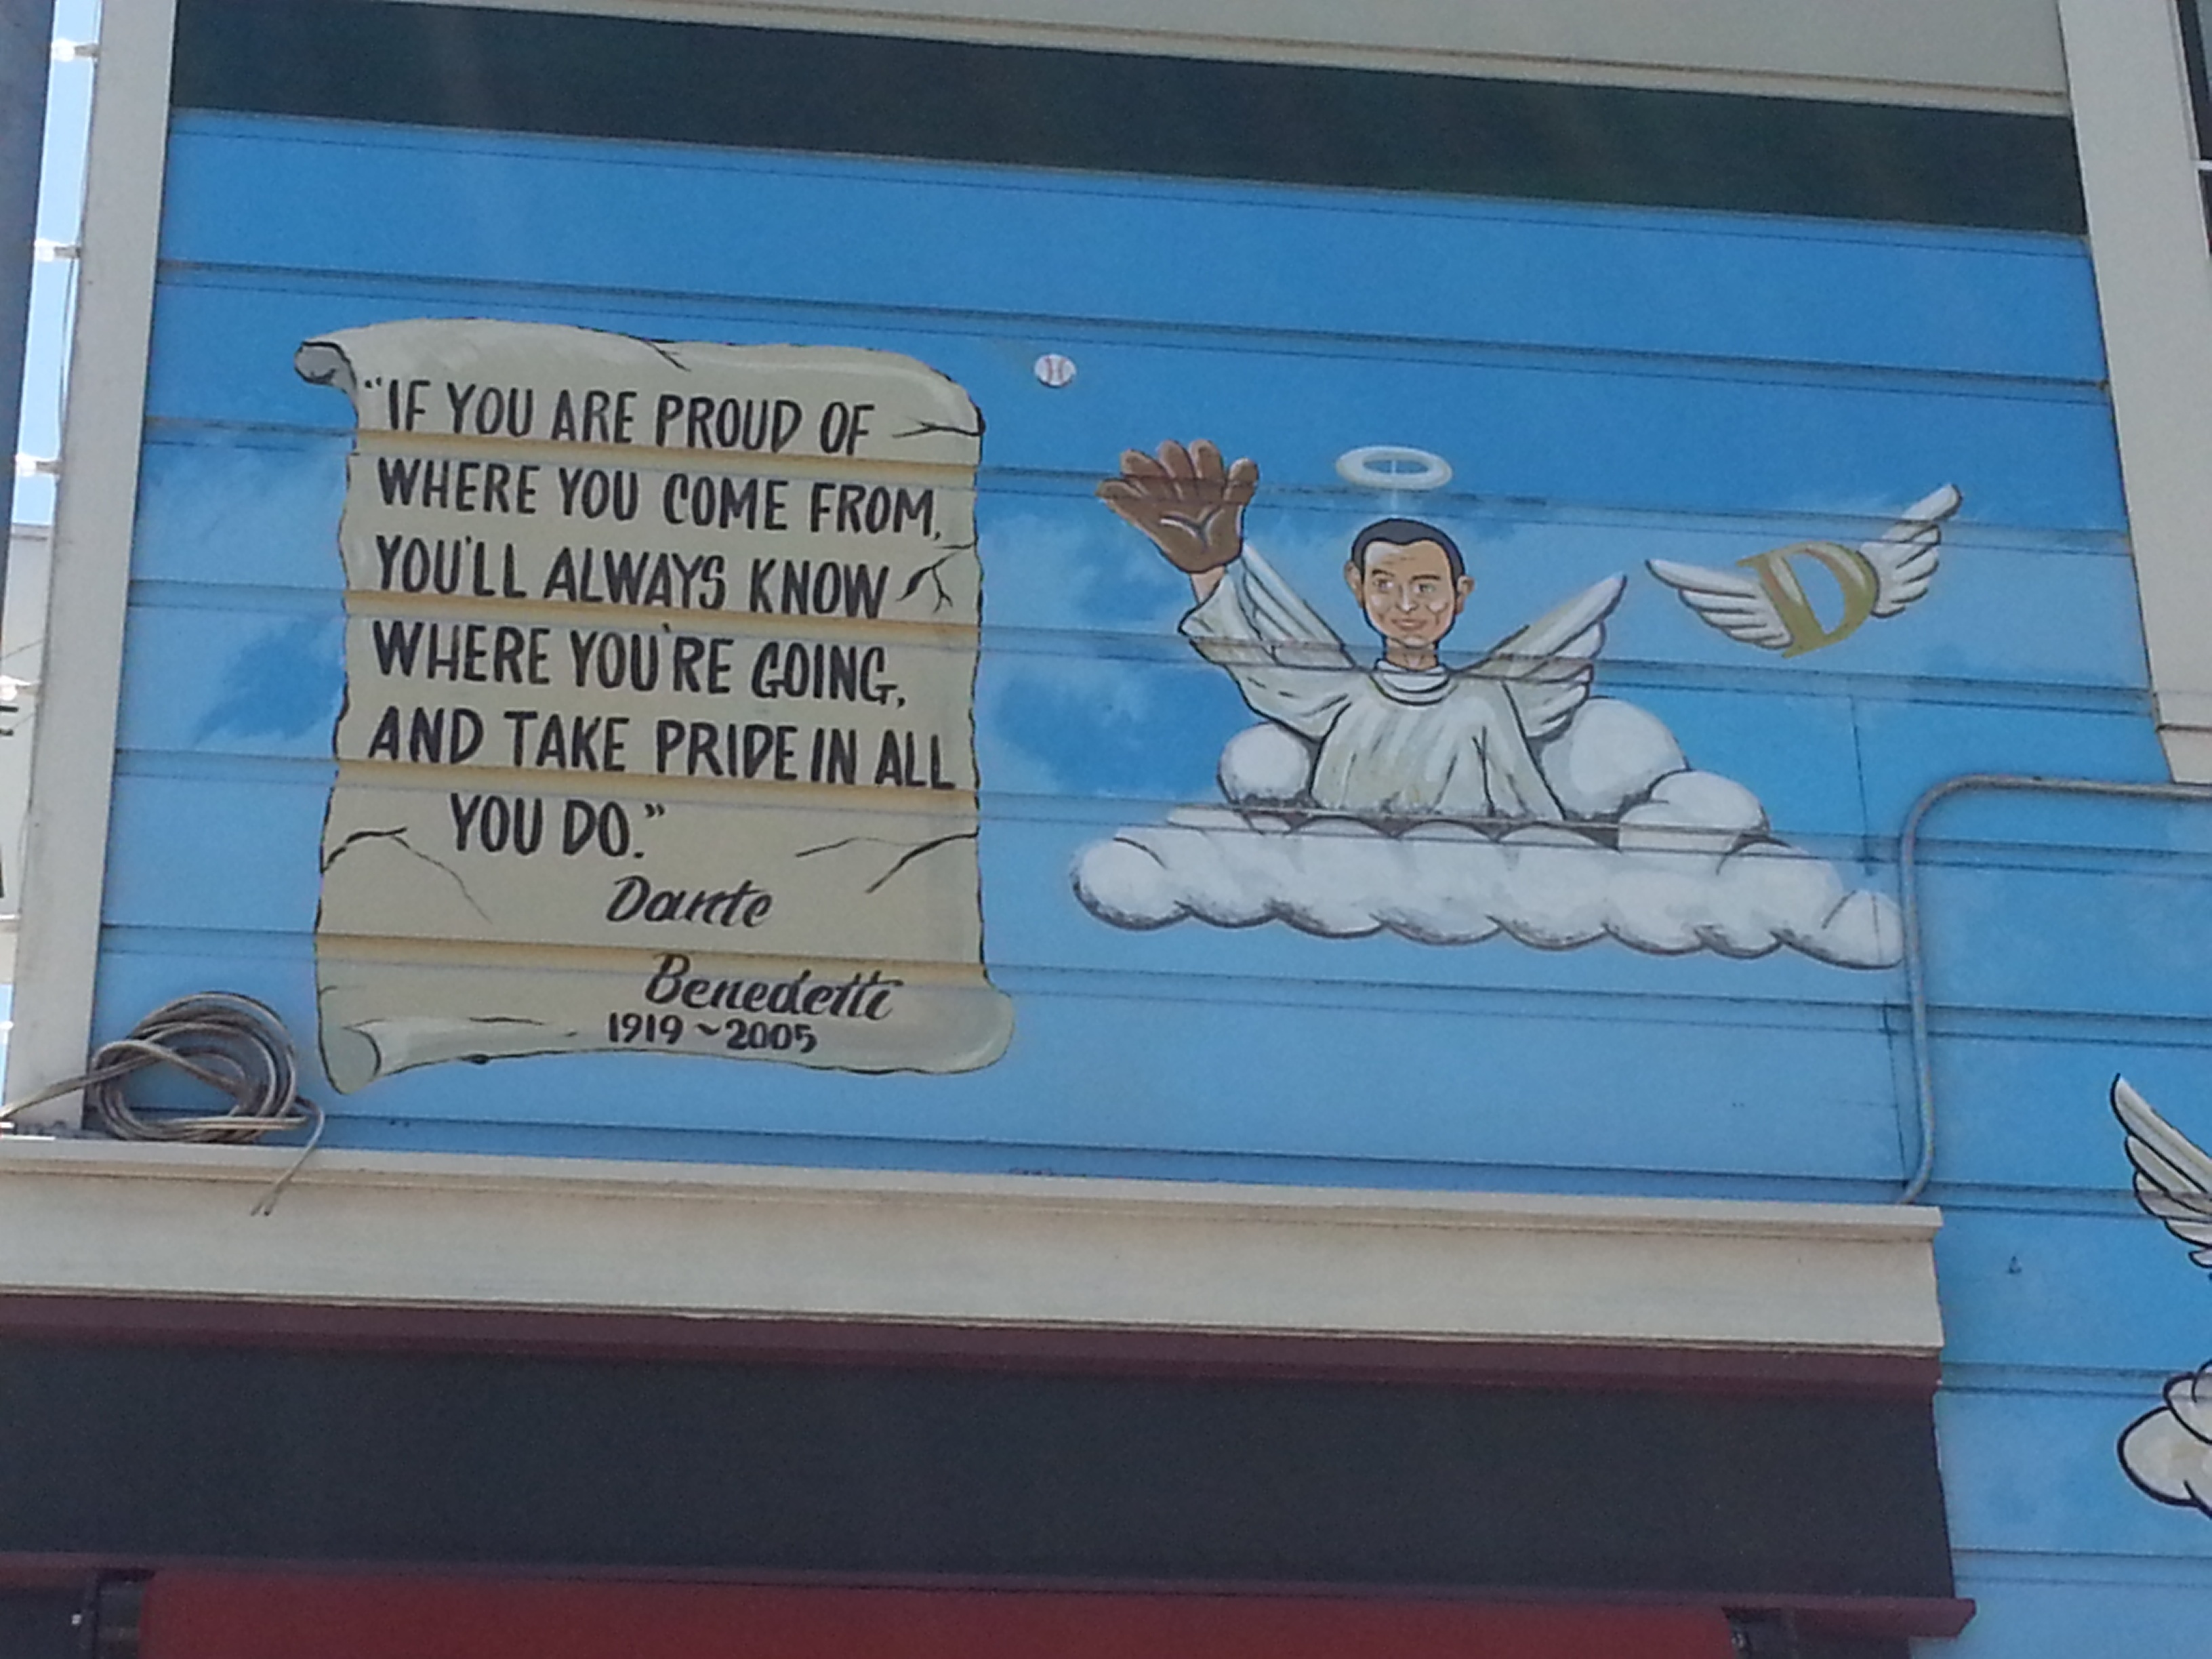 "IF YOU ARE PROUD OF
WHERE YOU COME FROM,
YOU'LL ALWAYS KNOW
WHERE YOU'RE GOING,
AND TAKE PRIDE IN ALL
YOU DO."
Dante
Benedetti
1919~2005
D